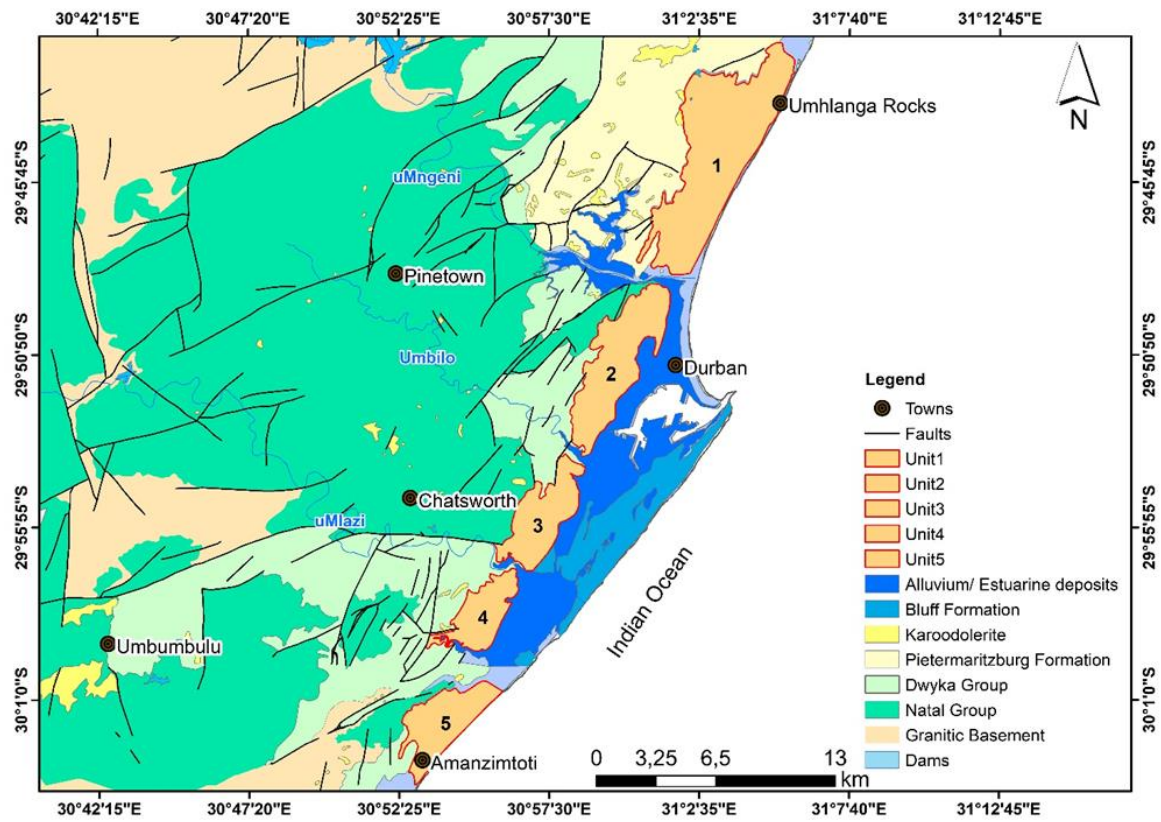 30°42'15"E 30°47'20"E 30°52'25"E 30°57'30"E 31°2'35"E 31°7'40"E 31°12'45"E
N
Umhlanga Rocks
1
29°45'45"S
29°45'45"S
uMngeni
Pinetown
29°50'50"S
29°50'50"S
Umbilo
2
Durban
Legend
Towns
Faults
Unit1
Unit2
Unit3
Unit4
Unit5
Alluvium/ Estuarine deposits
Bluff Formation
Karoodolerite
Pietermaritzburg Formation
Dwyka Group
Natal Group
Granitic Basement
Dams
Chatsworth
29°55'55"S
29°55'55"S
uMlazi
3
Indian Ocean
4
Umbumbulu
30°1'0"S
30°1'0"S
5
Amanzimtoti
0 3,25 6,5 13
km
30°42'15"E 30°47'20"E 30°52'25"E 30°57'30"E 31°2'35"E 31°7'40"E 31°12'45"E